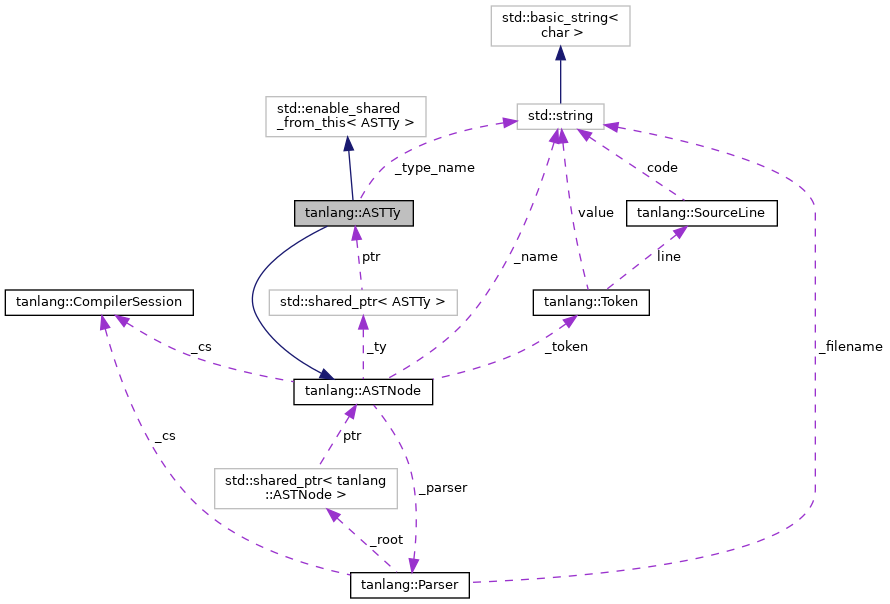 std::basic_string<
char >
std::enable_shared
_from_this< ASTTy >
std::string
_type_name
code
tanlang::ASTTy
value
tanlang::SourceLine
ptr
_name
line
tanlang::CompilerSession
std::shared_ptr< ASTTy >
tanlang::Token
_cs
_ty
_token
_filename
tanlang::ASTNode
_cs
ptr
std::shared_ptr< tanlang
::ASTNode >
_parser
_root
tanlang::Parser